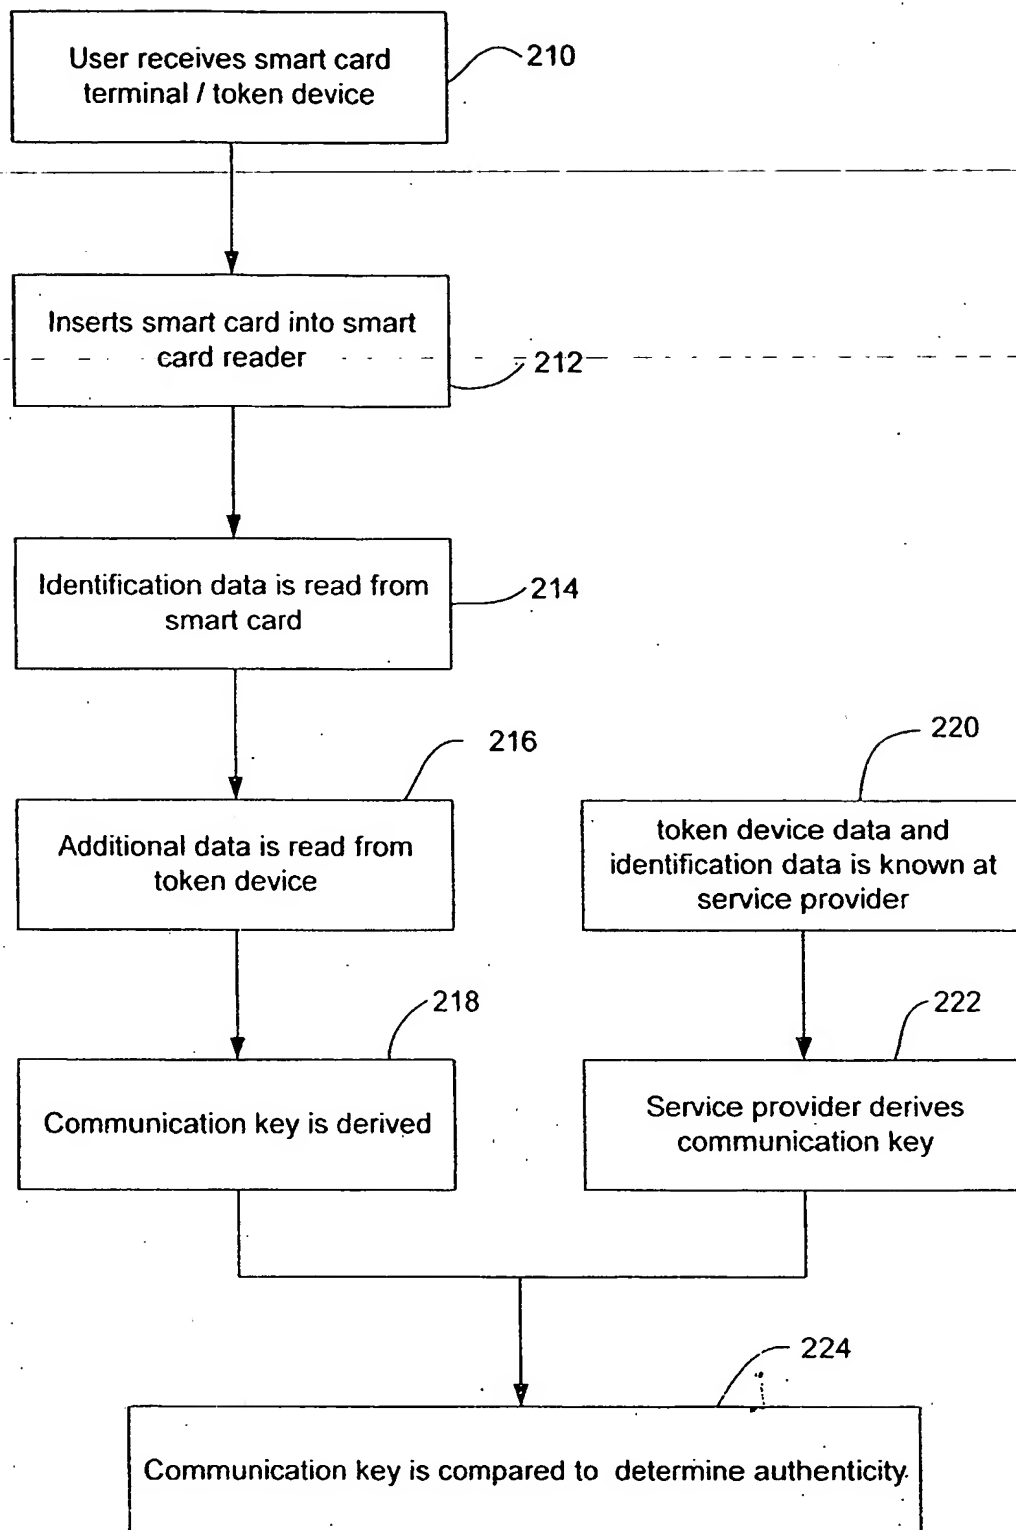 User receives smart card
terminal / token device
210
Inserts smart card into smart
card reader
212
Identification data is read from
smart card
214
216
Additional data is read from
token device
220
token device data and
identification data is known at
service provider
218
Communication key is derived
222
Service provider derives
communication key
224
Communication key is compared to determine authenticity.